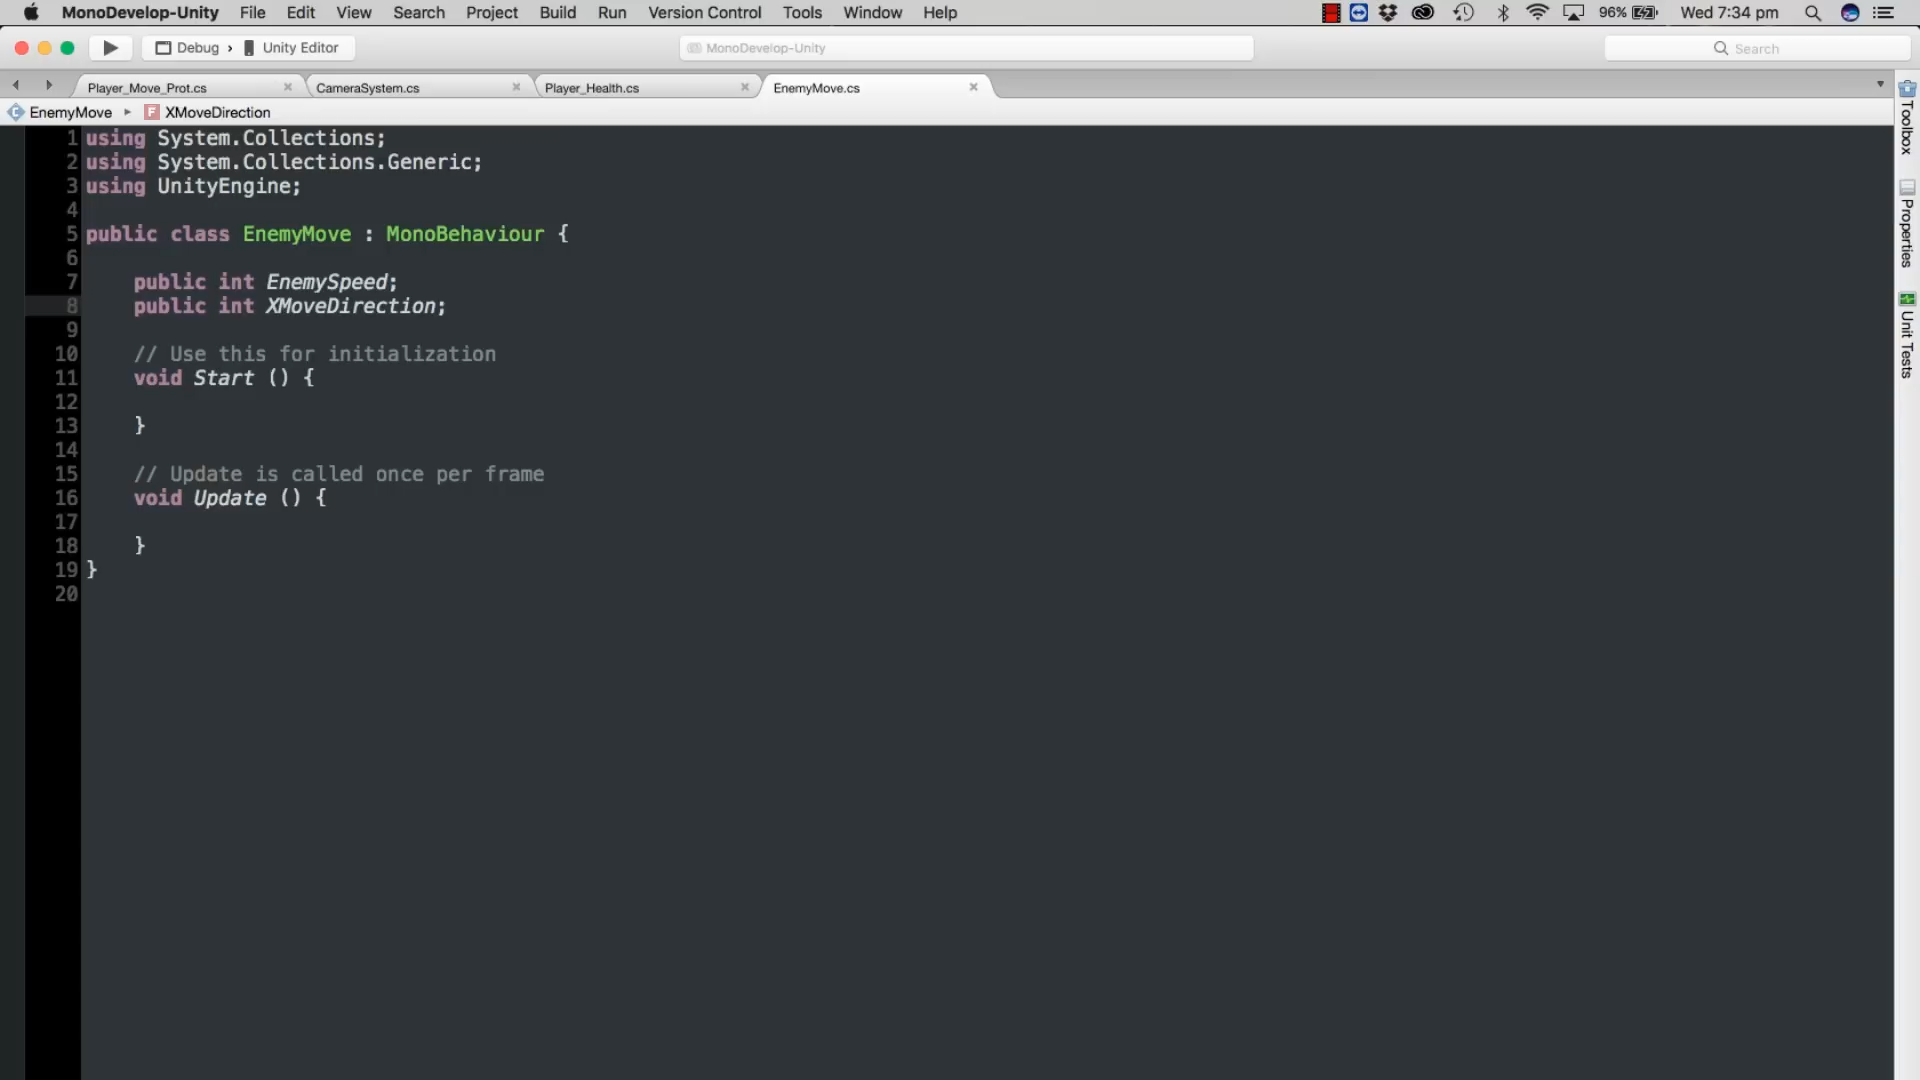 MonoDevelop-Unity File Edit View Search Project Build Run Version Control Tools Window Help 96% Wed 7:34 pm
Debug › Unity Editor MonoDevelop-Unity Search
Player_Move_Prot.cs CameraSystem.cs Player_Health.cs EnemyMove.cs
EnemyMove XMoveDirection
1 using System.Collections;
2 using System.Collections.Generic;
3 using UnityEngine;
4
5 public class EnemyMove : MonoBehaviour {
6
7 public int EnemySpeed;
8 public int XMoveDirection;
9
10 // Use this for initialization
11 void Start () {
12
13 }
14
15 // Update is called once per frame
16 void Update () {
17
18 }
19 }
20
Toolbox
Properties
Unit Tests